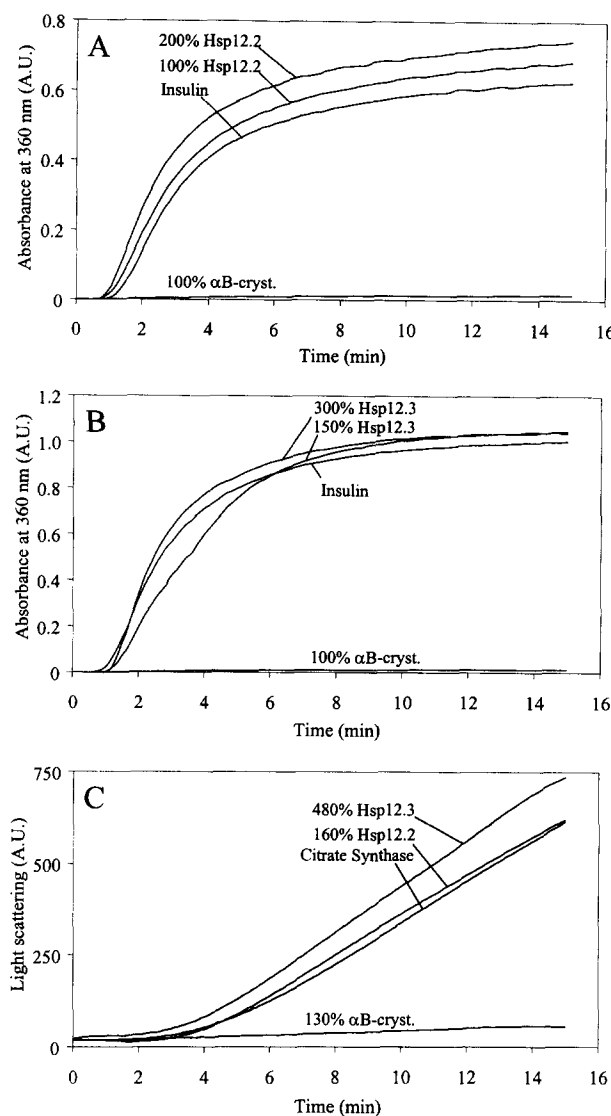 A
Absorbance at 360 nm (A.U.)
0.8
0.6
0.4
0.2
0
200% Hsp12.2
100% Hsp12.2
Insulin
100% αB-cryst.
0 2 4 6 8 10 12 14 16
Time (min)
B
Absorbance at 360 nm (A.U.)
1.2
1.0
0.8
0.6
0.4
0.2
0
300% Hsp12.3
150% Hsp12.3
Insulin
100% αB-cryst.
0 2 4 6 8 10 12 14 16
Time (min)
C
Light scattering (A.U.)
750
500
250
0
480% Hsp12.3
160% Hsp12.2
Citrate Synthase
130% αB-cryst.
0 2 4 6 8 10 12 14 16
Time (min)